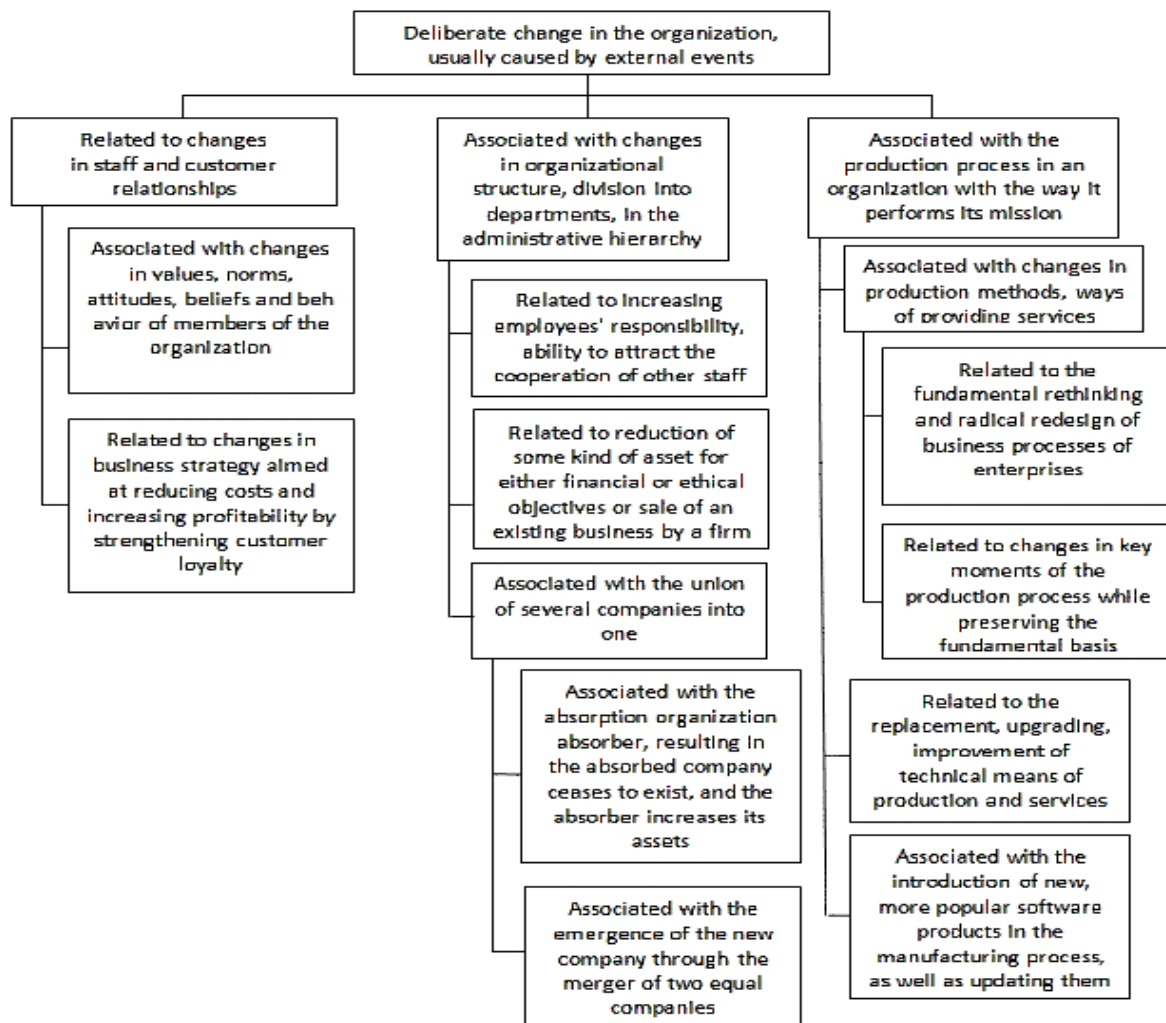 Deliberate change in the organization,
usually caused by external events
Related to changes
in staff and customer
relationships
Associated with changes
in values, norms,
attitudes, beliefs and beh
avior of members of the
organization
Related to changes in
business strategy aimed
at reducing costs and
increasing profitability by
strengthening customer
loyalty
Associated with changes
in organizational
structure, division into
departments, in the
administrative hierarchy
Related to increasing
employees' responsibility,
ability to attract the
cooperation of other staff
Related to reduction of
some kind of asset for
either financial or ethical
objectives or sale of an
existing business by a firm
Associated with the union
of several companies into
one
Associated with the
absorption organization
absorber, resulting in
the absorbed company
ceases to exist, and the
absorber increases its
assets
Associated with the
emergence of the new
company through the
merger of two equal
companies
Associated with the
production process in an
organization with the way it
performs its mission
Associated with changes in
production methods, ways
of providing services
Related to the
fundamental rethinking
and radical redesign of
business processes of
enterprises
Related to changes in key
moments of the
production process while
preserving the
fundamental basis
Related to the
replacement, upgrading,
improvement of
technical means of
production and services
Associated with the
introduction of new,
more popular software
products in the
manufacturing process,
as well as updating them